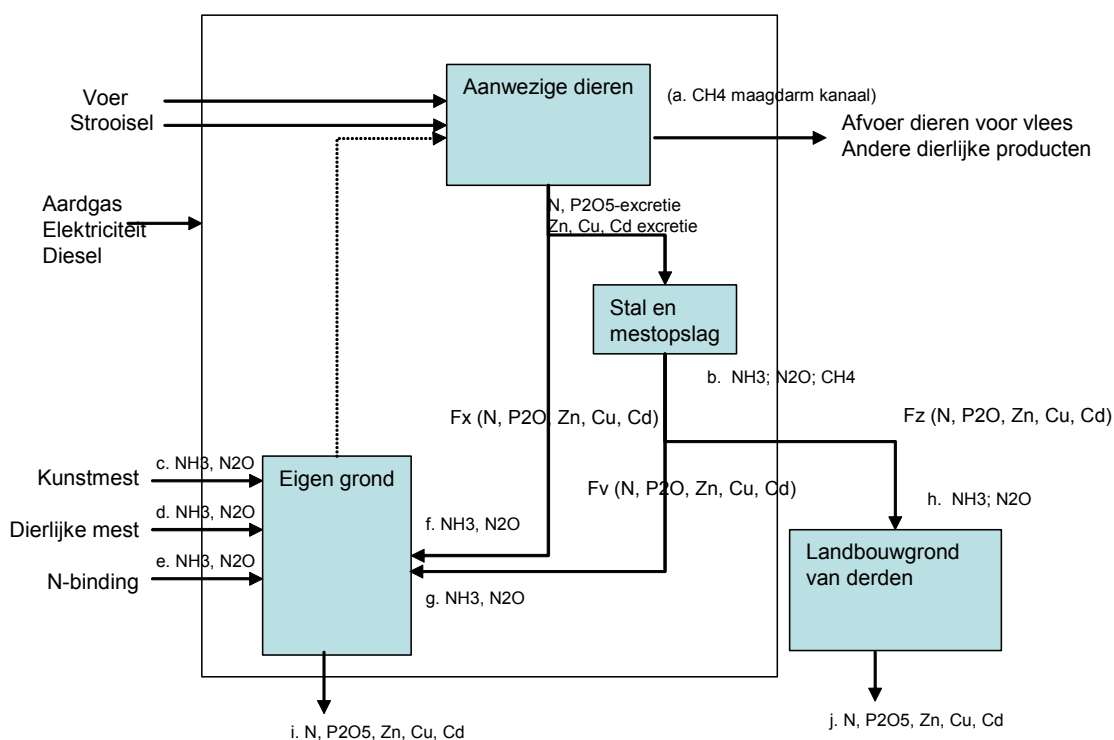 Aanwezige dieren
(a. CH4 maagdarm kanaal)
Voer
Strooisel
Afvoer dieren voor vlees
Andere dierlijke producten
Aardgas
Elektriciteit
Diesel
N, P2O5-excretie
Zn, Cu, Cd excretie
Stal en
mestopslag
b. NH3; N2O; CH4
Fx (N, P2O, Zn, Cu, Cd)
Fz (N, P2O, Zn, Cu, Cd)
Kunstmest
c. NH3, N2O
Eigen grond
Fv (N, P2O, Zn, Cu, Cd)
h. NH3; N2O
Dierlijke mest
d. NH3, N2O
f. NH3, N2O
Landbouwgrond
van derden
N-binding
e. NH3, N2O
g. NH3, N2O
i. N, P2O5, Zn, Cu, Cd
j. N, P2O5, Zn, Cu, Cd